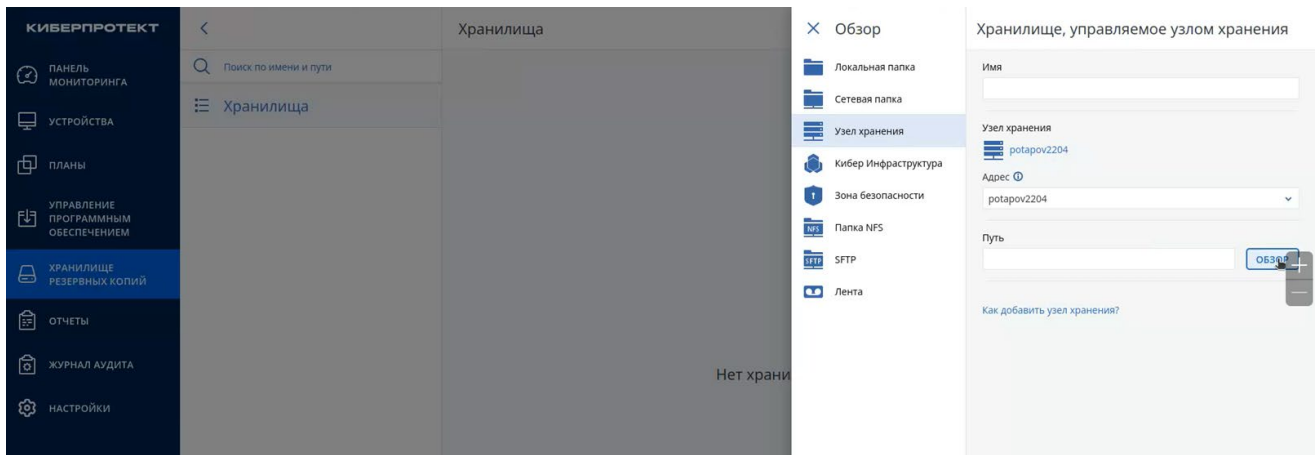 КИБЕРПРОТЕКТ
ПАНЕЛЬ
МОНИТОРИНГА
УСТРОЙСТВА
ПЛАНЫ
УПРАВЛЕНИЕ
ПРОГРАММНЫМ
ОБЕСПЕЧЕНИЕМ
ХРАНИЛИЩЕ
РЕЗЕРВНЫХ КОПИЙ
ОТЧЕТЫ
ЖУРНАЛ АУДИТА
НАСТРОЙКИ
Поиск по имени и пути
Хранилища
Хранилища
Нет храни
Обзор
Локальная папка
Сетевая папка
Узел хранения
Кибер Инфраструктура
Зона безопасности
NFS Папка NFS
SFTP SFTP
Лента
Хранилище, управляемое узлом хранения
Имя
Узел хранения
potapov2204
Адрес
potapov2204
Путь
ОБЗОР
Как добавить узел хранения?